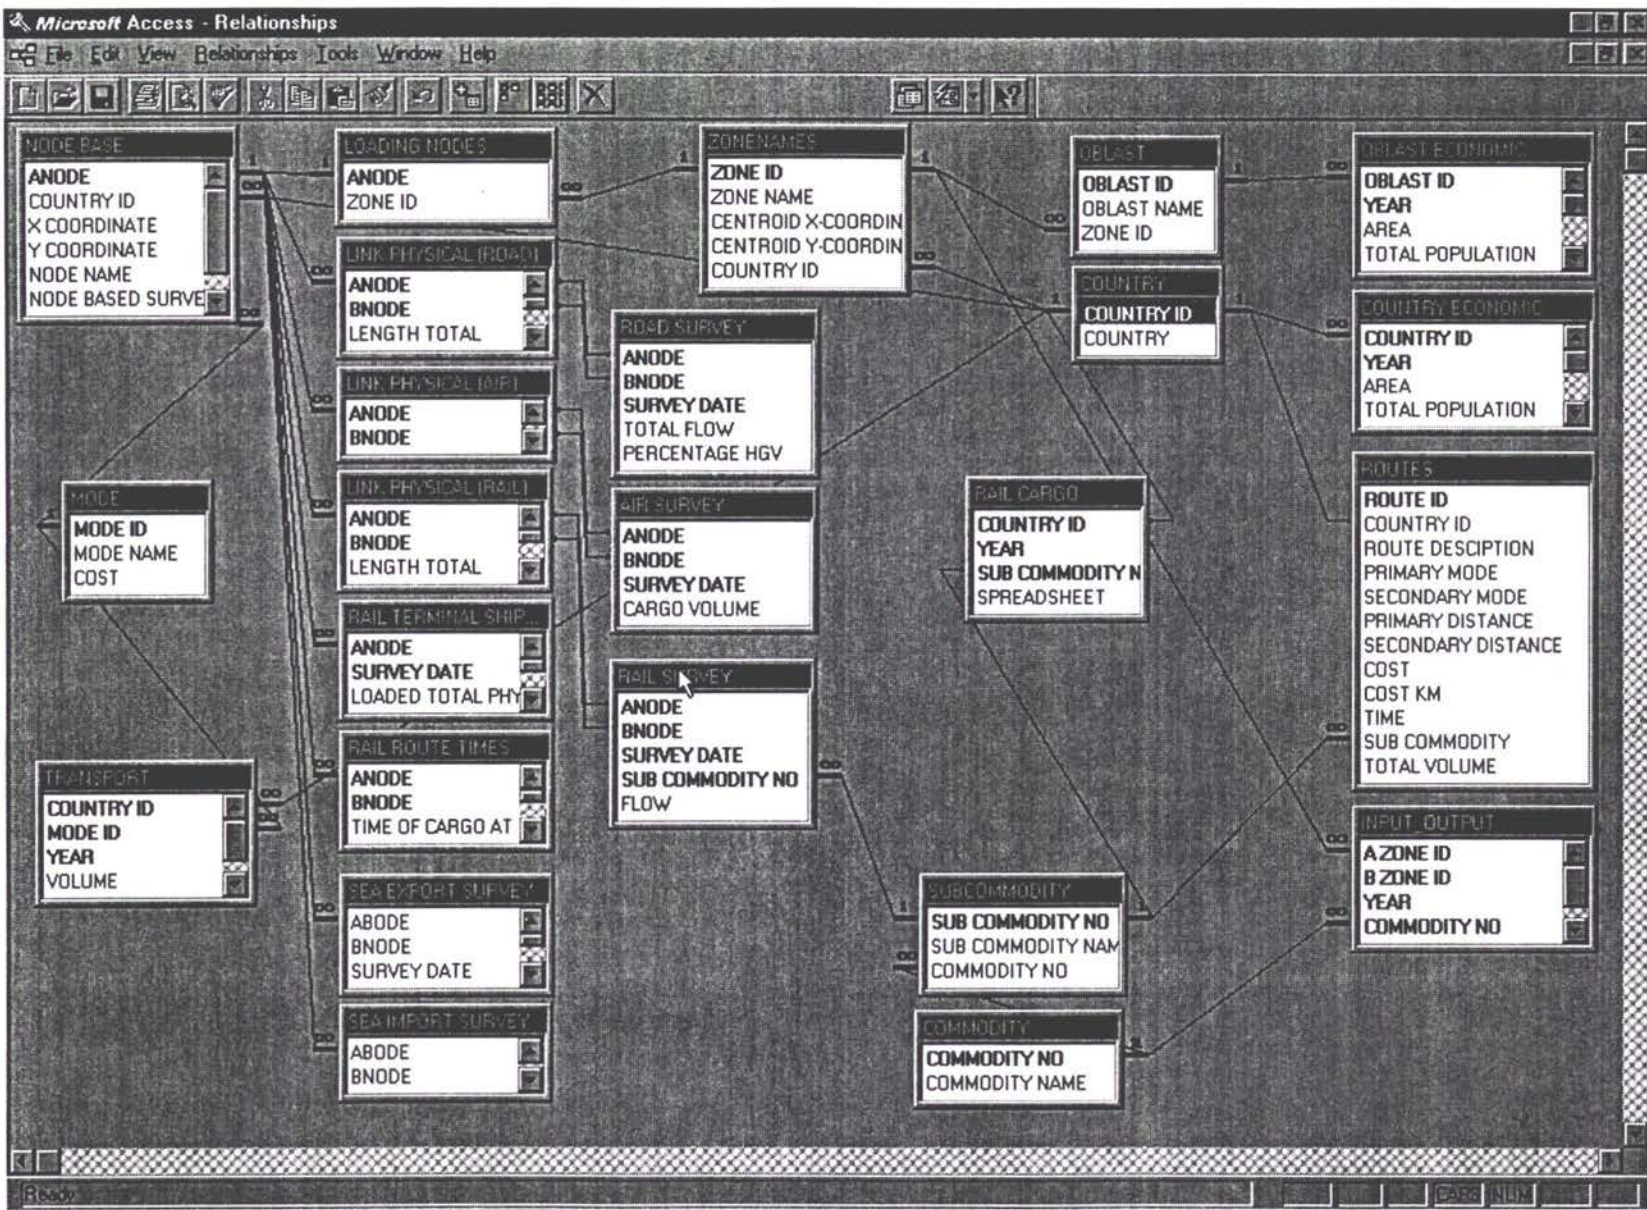 Microsoft Access - Relationships
File Edit View Relationships Tools Window Help
NODE BASE
ANODE
COUNTRY ID
X COORDINATE
Y COORDINATE
NODE NAME
NODE BASED SURVE
LOADING NODES
ANODE
ZONE ID
LINK PHYSICAL (ROAD)
ANODE
BNODE
LENGTH TOTAL
LINK PHYSICAL (AIR)
ANODE
BNODE
LINK PHYSICAL (RAIL)
ANODE
BNODE
LENGTH TOTAL
RAIL TERMINAL SHIP...
ANODE
SURVEY DATE
LOADED TOTAL PHY
RAIL ROUTE TIMES
ANODE
BNODE
TIME OF CARGO AT
SEA EXPORT SURVEY
ABODE
BNODE
SURVEY DATE
SEA IMPORT SURVEY
ABODE
BNODE
MODE
MODE ID
MODE NAME
COST
TRANSPORT
COUNTRY ID
MODE ID
YEAR
VOLUME
ZONENAMES
ZONE ID
ZONE NAME
CENTROID X-COORDIN
CENTROID Y-COORDIN
COUNTRY ID
ROAD SURVEY
ANODE
BNODE
SURVEY DATE
TOTAL FLOW
PERCENTAGE HGV
AIR SURVEY
ANODE
BNODE
SURVEY DATE
CARGO VOLUME
RAIL SURVEY
ANODE
BNODE
SURVEY DATE
SUB COMMODITY NO
FLOW
OBLAST
OBLAST ID
OBLAST NAME
ZONE ID
COUNTRY
COUNTRY ID
COUNTRY
RAIL CARGO
COUNTRY ID
YEAR
SUB COMMODITY N
SPREADSHEET
SUBCOMMODITY
SUB COMMODITY NO
SUB COMMODITY NAM
COMMODITY NO
COMMODITY
COMMODITY NO
COMMODITY NAME
OBLAST ECONOMIC
OBLAST ID
YEAR
AREA
TOTAL POPULATION
COUNTRY ECONOMIC
COUNTRY ID
YEAR
AREA
TOTAL POPULATION
ROUTES
ROUTE ID
COUNTRY ID
ROUTE DESCIPTION
PRIMARY MODE
SECONDARY MODE
PRIMARY DISTANCE
SECONDARY DISTANCE
COST
COST KM
TIME
SUB COMMODITY
TOTAL VOLUME
INPUT_OUTPUT
A ZONE ID
B ZONE ID
YEAR
COMMODITY NO
Ready
CAPS NUM